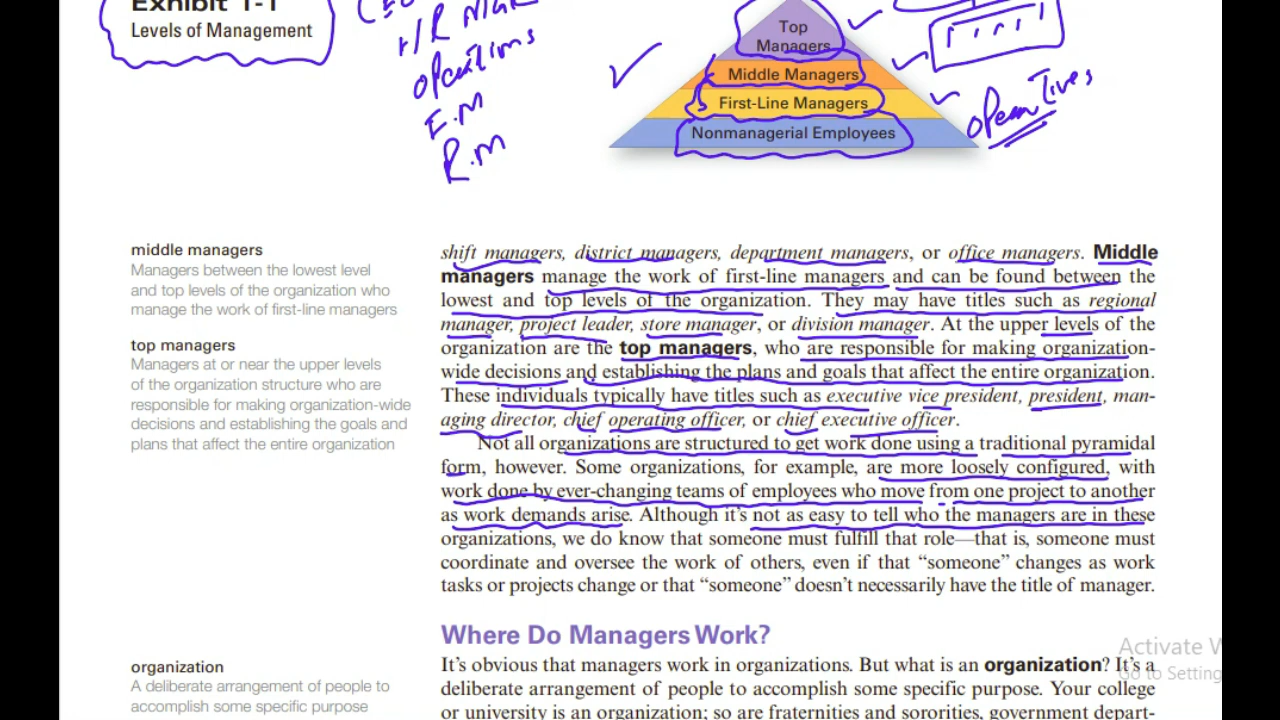 Exhibit 1-1
Levels of Management
H/R
Operations
E.M
R.M
Top
Managers
Middle Managers
First-Line Managers
Nonmanagerial Employees
operatives
middle managers
Managers between the lowest level
and top levels of the organization who
manage the work of first-line managers
top managers
Managers at or near the upper levels
of the organization structure who are
responsible for making organization-wide
decisions and establishing the goals and
plans that affect the entire organization
shift managers, district managers, department managers, or office managers. Middle
managers manage the work of first-line managers and can be found between the
lowest and top levels of the organization. They may have titles such as regional
manager, project leader, store manager, or division manager. At the upper levels of the
organization are the top managers, who are responsible for making organization-
wide decisions and establishing the plans and goals that affect the entire organization.
These individuals typically have titles such as executive vice president, president, man-
aging director, chief operating officer, or chief executive officer.
Not all organizations are structured to get work done using a traditional pyramidal
form, however. Some organizations, for example, are more loosely configured, with
work done by ever-changing teams of employees who move from one project to another
as work demands arise. Although it's not as easy to tell who the managers are in these
organizations, we do know that someone must fulfill that role—that is, someone must
coordinate and oversee the work of others, even if that “someone” changes as work
tasks or projects change or that “someone” doesn't necessarily have the title of manager.
Where Do Managers Work?
organization
A deliberate arrangement of people to
accomplish some specific purpose
It's obvious that managers work in organizations. But what is an organization? It's a
deliberate arrangement of people to accomplish some specific purpose. Your college
or university is an organization; so are fraternities and sororities, government depart-
Activate W
Go to Setting